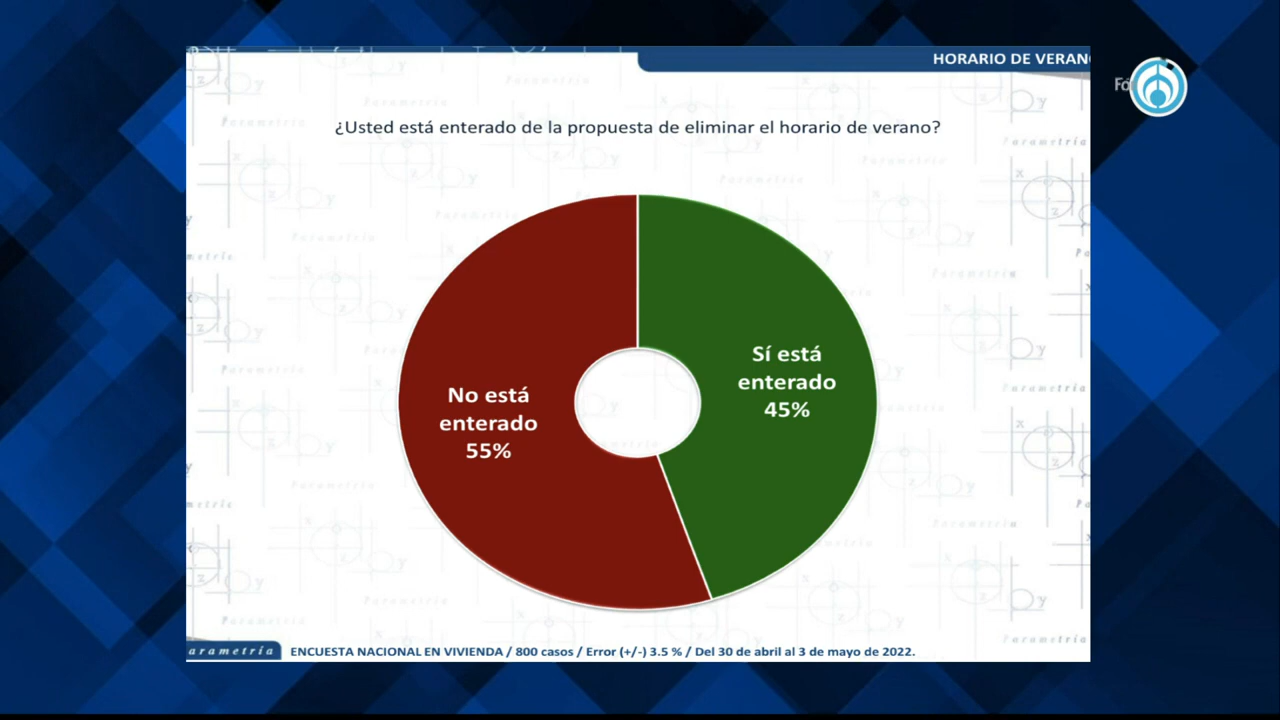 HORARIO DE VERANO
Fó
¿Usted está enterado de la propuesta de eliminar el horario de verano?
Sí está
enterado
45%
No está
enterado
55%
arametría
ENCUESTA NACIONAL EN VIVIENDA / 800 casos / Error (+/-) 3.5 % / Del 30 de abril al 3 de mayo de 2022.